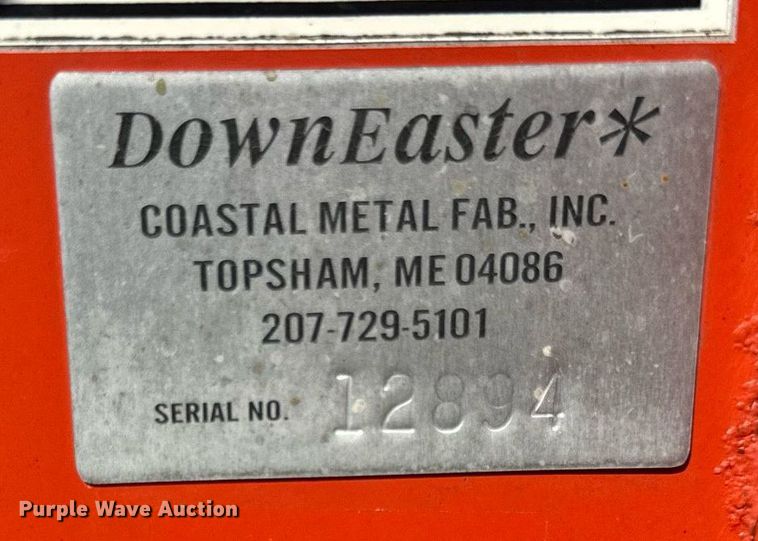 DownEaster*
COASTAL METAL FAB., INC.
TOPSHAM, ME 04086
207-729-5101
SERIAL NO. 12894
Purple Wave Auction